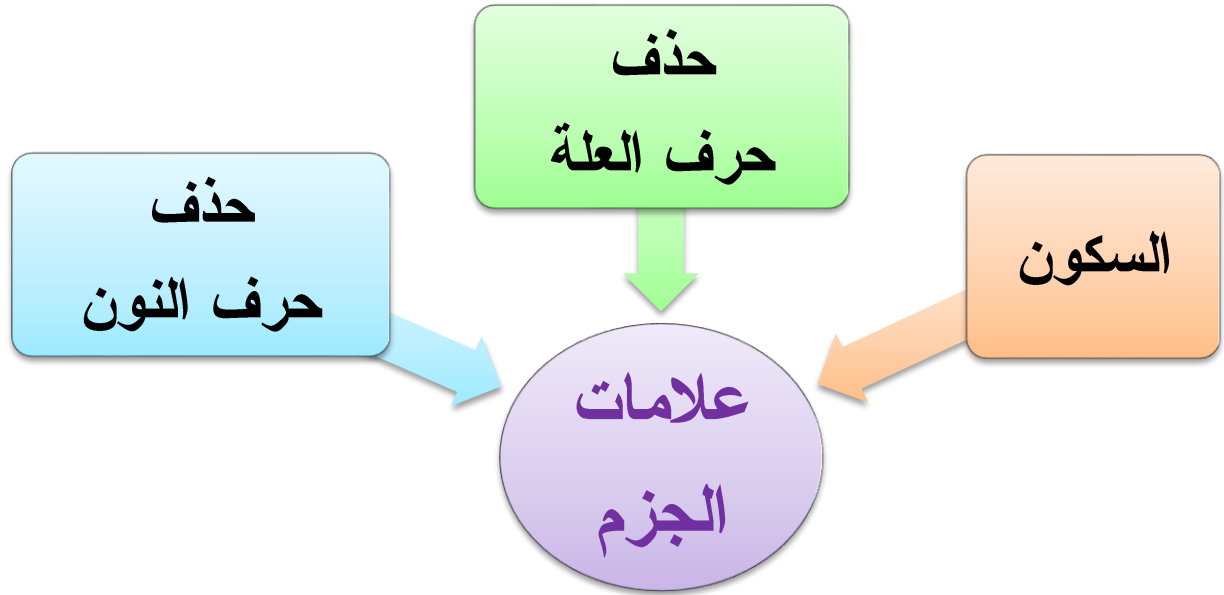 السكون
حذف
حرف العلة
حذف
حرف النون
علامات
الجزم